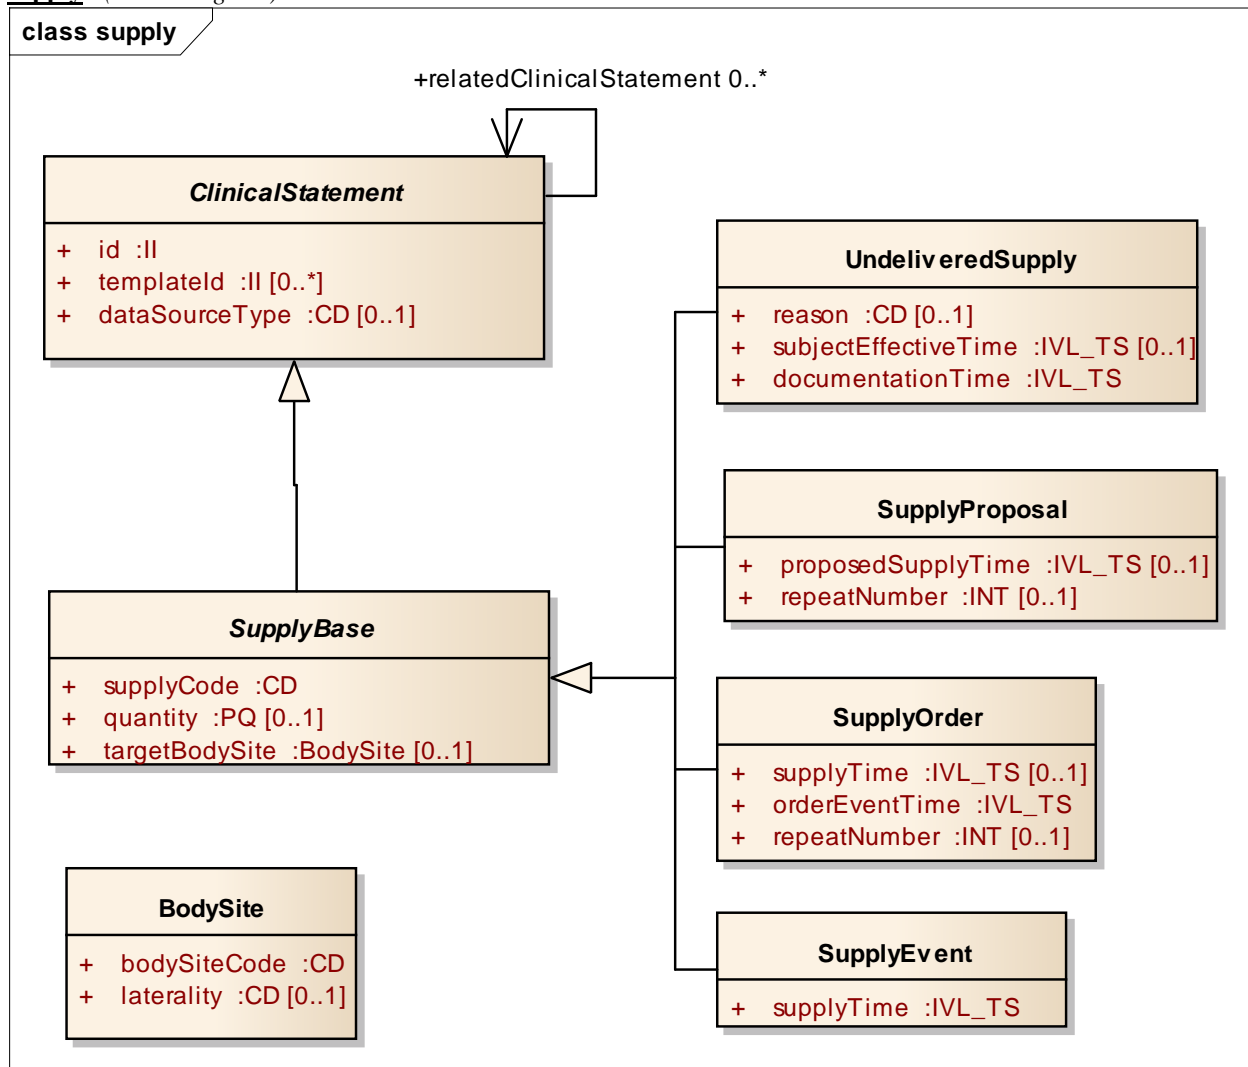 class supply
+relatedClinicalStatement 0..*
ClinicalStatement
+ id :II
+ templateId :II [0..*]
+ dataSourceType :CD [0..1]
UndeliveredSupply
+ reason :CD [0..1]
+ subjectEffectiveTime :IVL_TS [0..1]
+ documentationTime :IVL_TS
SupplyProposal
+ proposedSupplyTime :IVL_TS [0..1]
+ repeatNumber :INT [0..1]
SupplyBase
+ supplyCode :CD
+ quantity :PQ [0..1]
+ targetBodySite :BodySite [0..1]
SupplyOrder
+ supplyTime :IVL_TS [0..1]
+ orderEventTime :IVL_TS
+ repeatNumber :INT [0..1]
BodySite
+ bodySiteCode :CD
+ laterality :CD [0..1]
SupplyEvent
+ supplyTime :IVL_TS